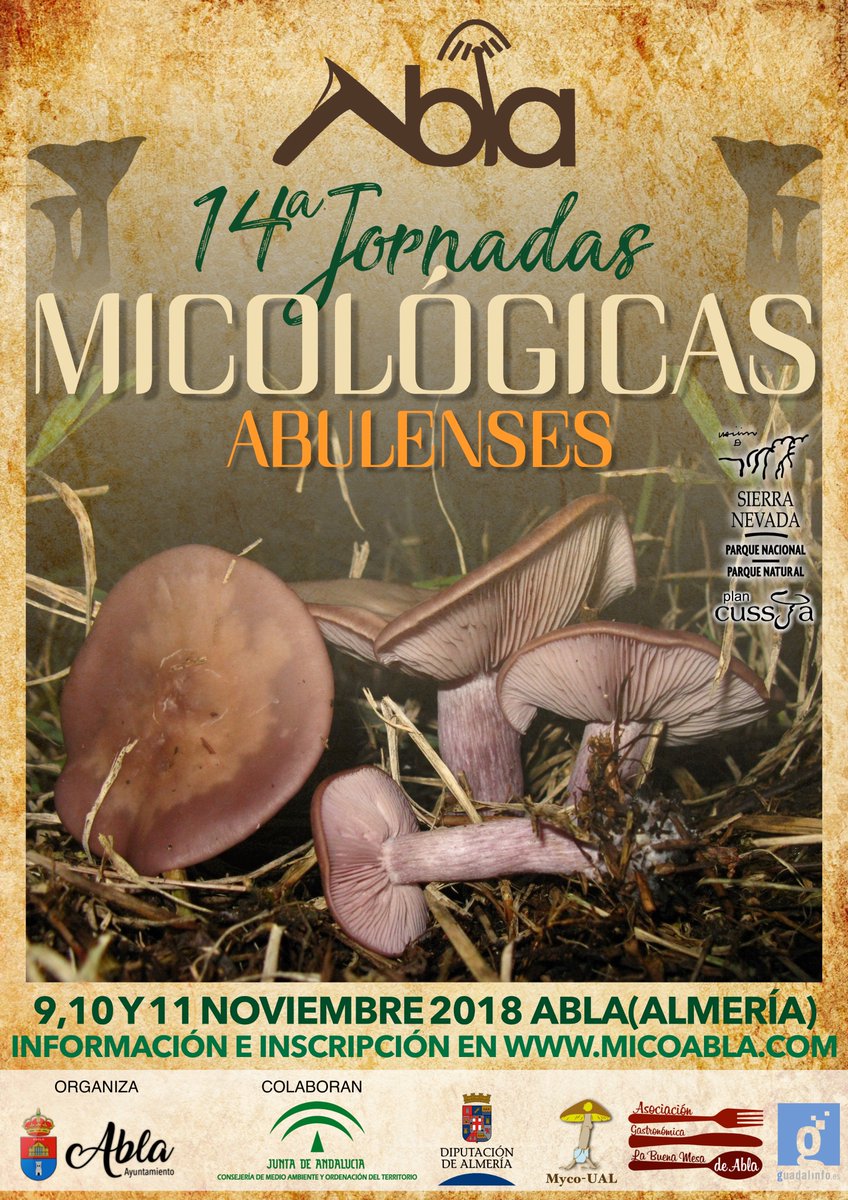 Abla
14ª Jornadas
MICOLÓGICAS
ABULENSES
SIERRA
NEVADA
PARQUE NACIONAL
PARQUE NATURAL
plan
cussta
9,10 Y 11 NOVIEMBRE 2018 ABLA(ALMERÍA)
INFORMACIÓN E INSCRIPCIÓN EN WWW.MICOABLA.COM
ORGANIZA
COLABORAN
Abla
Ayuntamiento
JUNTA DE ANDALUCIA
CONSEJERÍA DE MEDIO AMBIENTE Y ORDENACIÓN DEL TERRITORIO
DIPUTACIÓN
DE ALMERÍA
Myco-UAL
Asociación
Gastronómica
La Buena Mesa
de Abla
g
guadalinfo.es